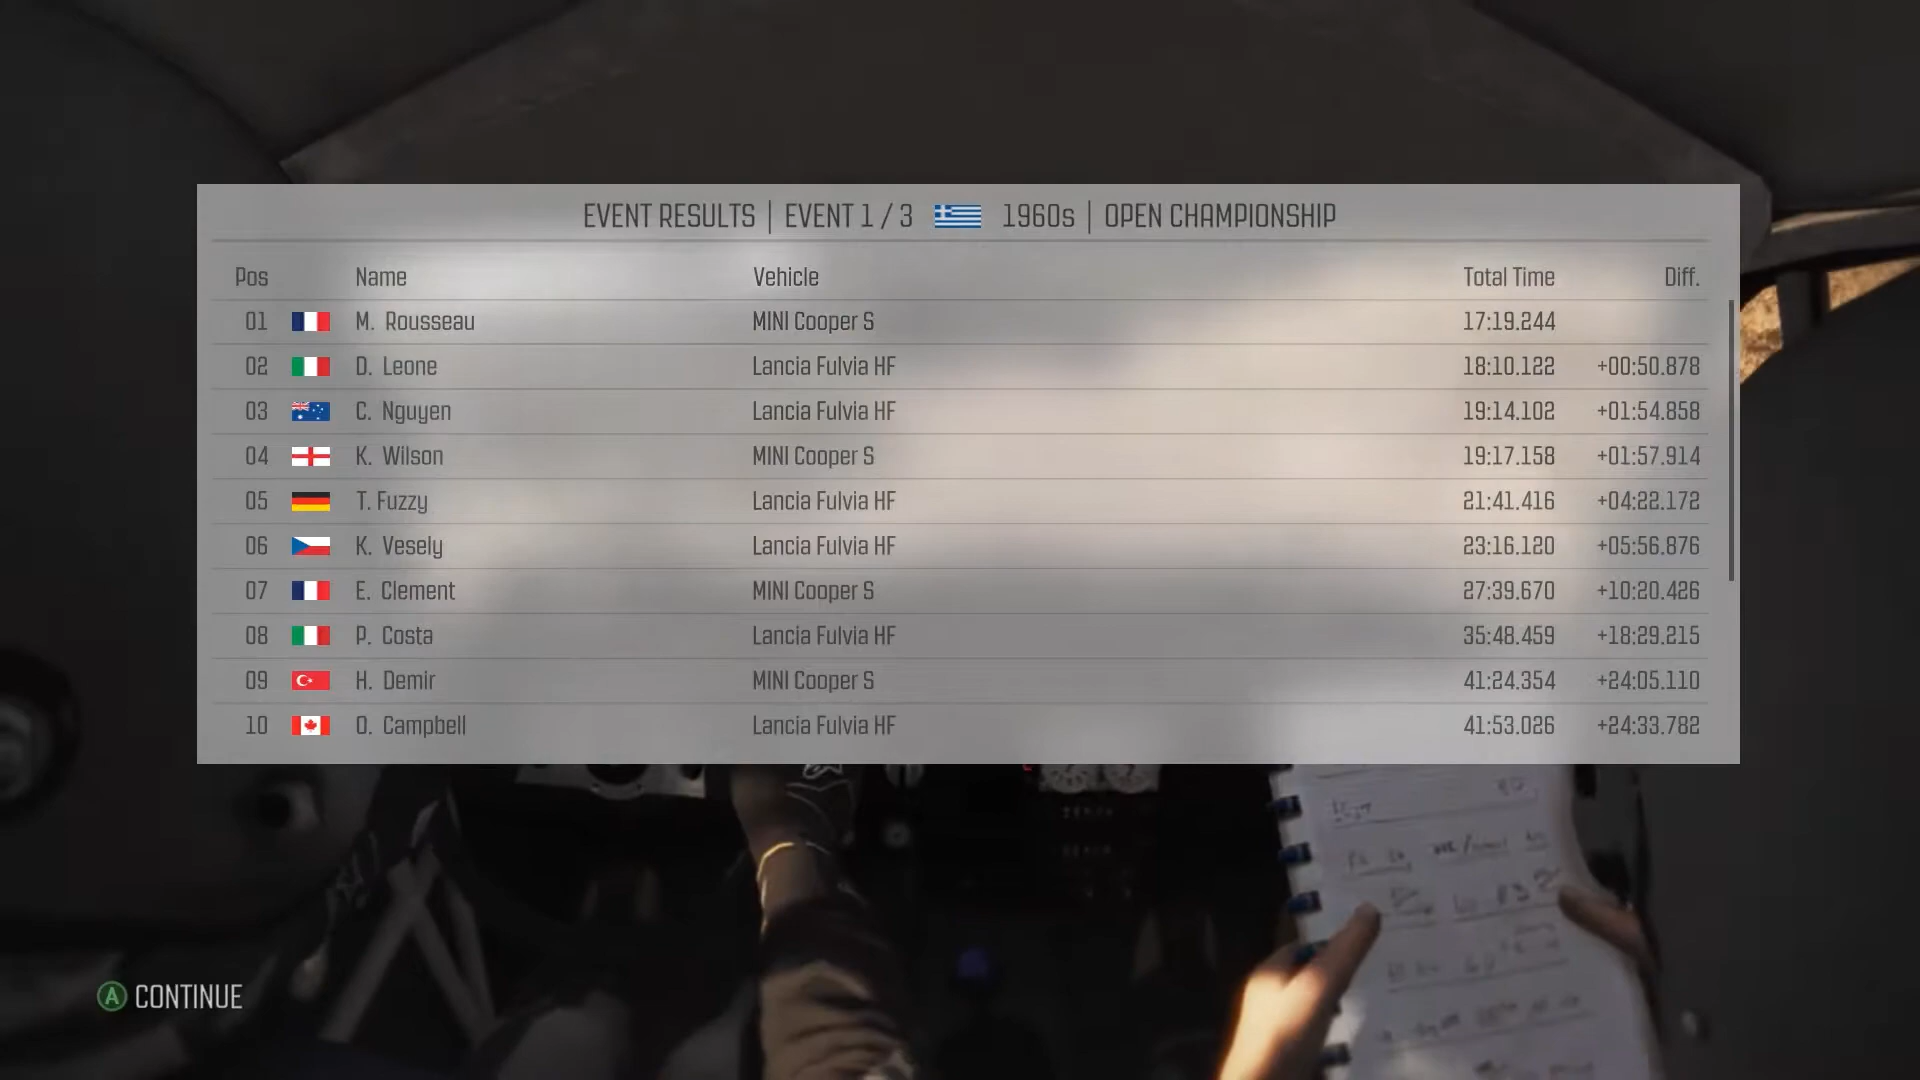 EVENT RESULTS | EVENT 1 / 3 1960s | OPEN CHAMPIONSHIP
Pos Name Vehicle Total Time Diff.
01 M. Rousseau MINI Cooper S 17:19.244
02 D. Leone Lancia Fulvia HF 18:10.122 +00:50.878
03 C. Nguyen Lancia Fulvia HF 19:14.102 +01:54.858
04 K. Wilson MINI Cooper S 19:17.158 +01:57.914
05 T. Fuzzy Lancia Fulvia HF 21:41.416 +04:22.172
06 K. Vesely Lancia Fulvia HF 23:16.120 +05:56.876
07 E. Clement MINI Cooper S 27:39.670 +10:20.426
08 P. Costa Lancia Fulvia HF 35:48.459 +18:29.215
09 H. Demir MINI Cooper S 41:24.354 +24:05.110
10 O. Campbell Lancia Fulvia HF 41:53.026 +24:33.782
A CONTINUE